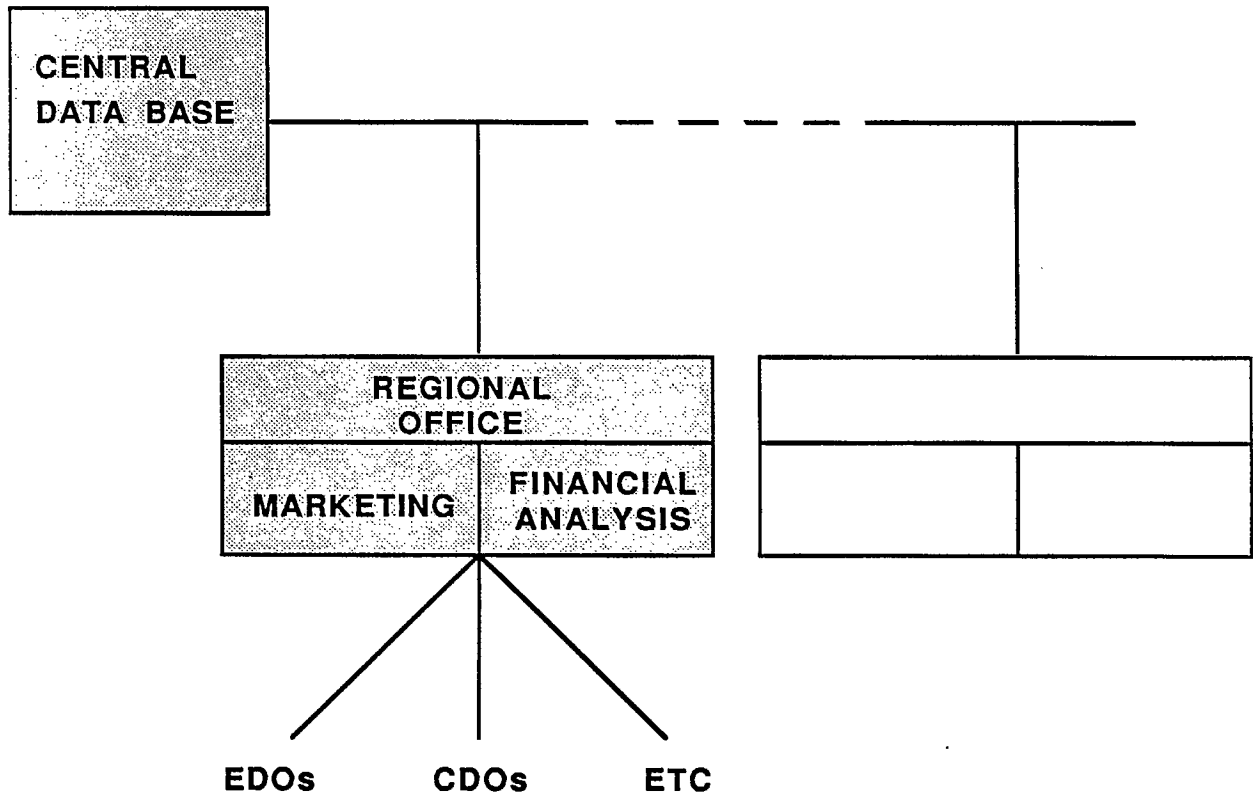 CENTRAL
DATA BASE
REGIONAL
OFFICE
MARKETING
FINANCIAL
ANALYSIS
EDOs CDOs ETC